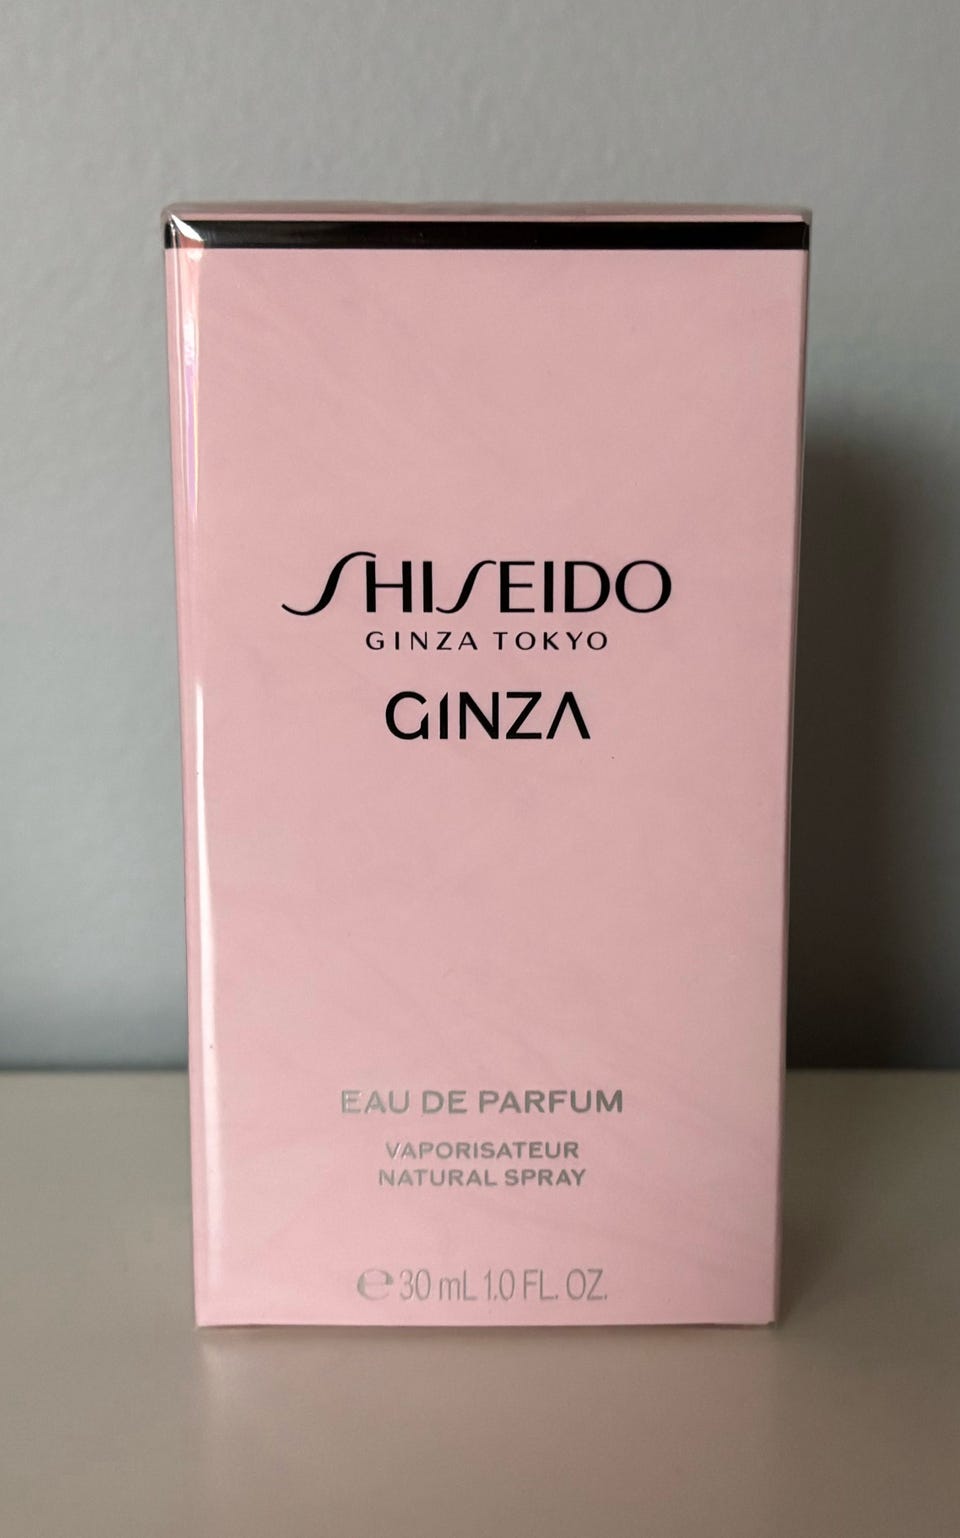 SHISEIDO
GINZA TOKYO
GINZA
EAU DE PARFUM
VAPORISATEUR
NATURAL SPRAY
℮ 30 mL 1.0 FL. OZ.